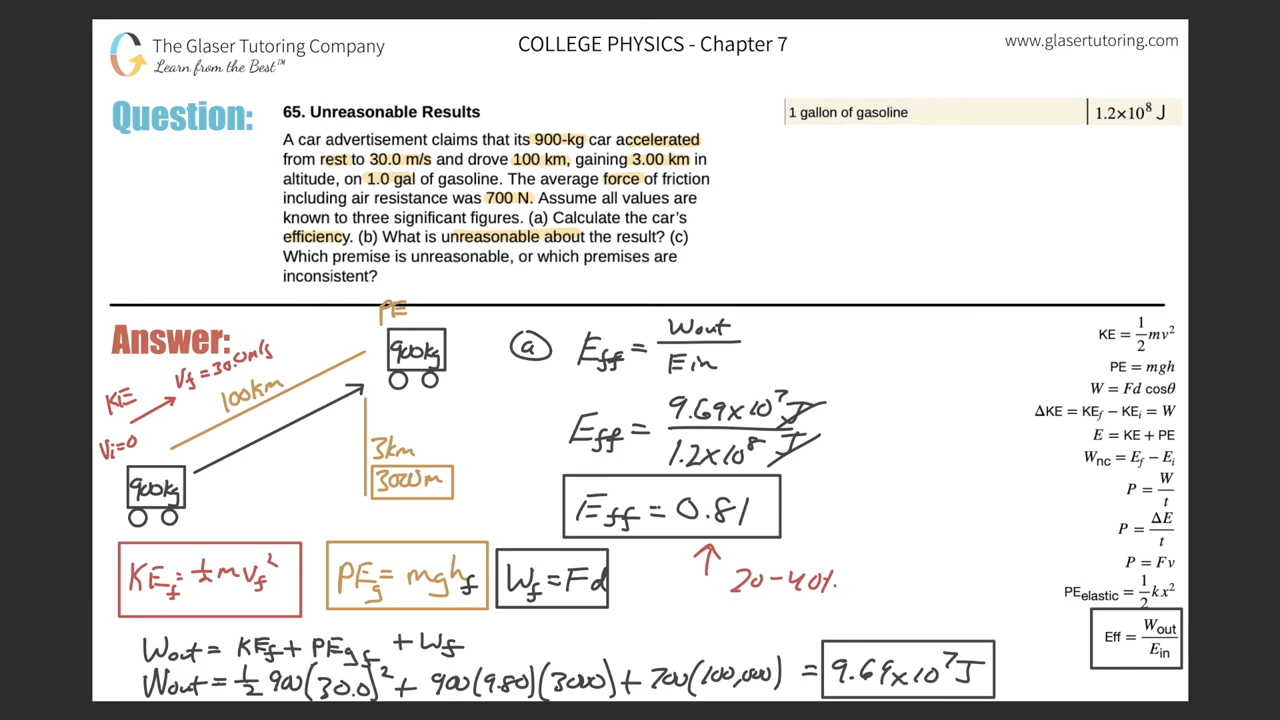 The Glaser Tutoring Company
Learn from the Best™
COLLEGE PHYSICS - Chapter 7
www.glasertutoring.com
Question:
65. Unreasonable Results
A car advertisement claims that its 900-kg car accelerated
from rest to 30.0 m/s and drove 100 km, gaining 3.00 km in
altitude, on 1.0 gal of gasoline. The average force of friction
including air resistance was 700 N. Assume all values are
known to three significant figures. (a) Calculate the car's
efficiency. (b) What is unreasonable about the result? (c)
Which premise is unreasonable, or which premises are
inconsistent?
1 gallon of gasoline 1.2×10⁸ J
Answer:
KE
Vf = 30.0m/s
Vi=0
100km
PE
900kg
900kg
3km
3000m
KEf = ½mvf²
PEg = mghf
Wf = Fd
(a) Eff = Wout / Ein
Eff = 9.69x10⁷ J / 1.2x10⁸ J
Eff = 0.81
20-40%
Wout = KEf + PEgf + Wf
Wout = ½ 900(30.0)² + 900(9.80)(3000) + 700(100,000) = 9.69x10⁷J
KE = 1/2 mv²
PE = mgh
W = Fd cosθ
ΔKE = KEf − KEi = W
E = KE + PE
Wnc = Ef − Ei
P = W/t
P = ΔE/t
P = Fv
PEelastic = 1/2 kx²
Eff = Wout/Ein